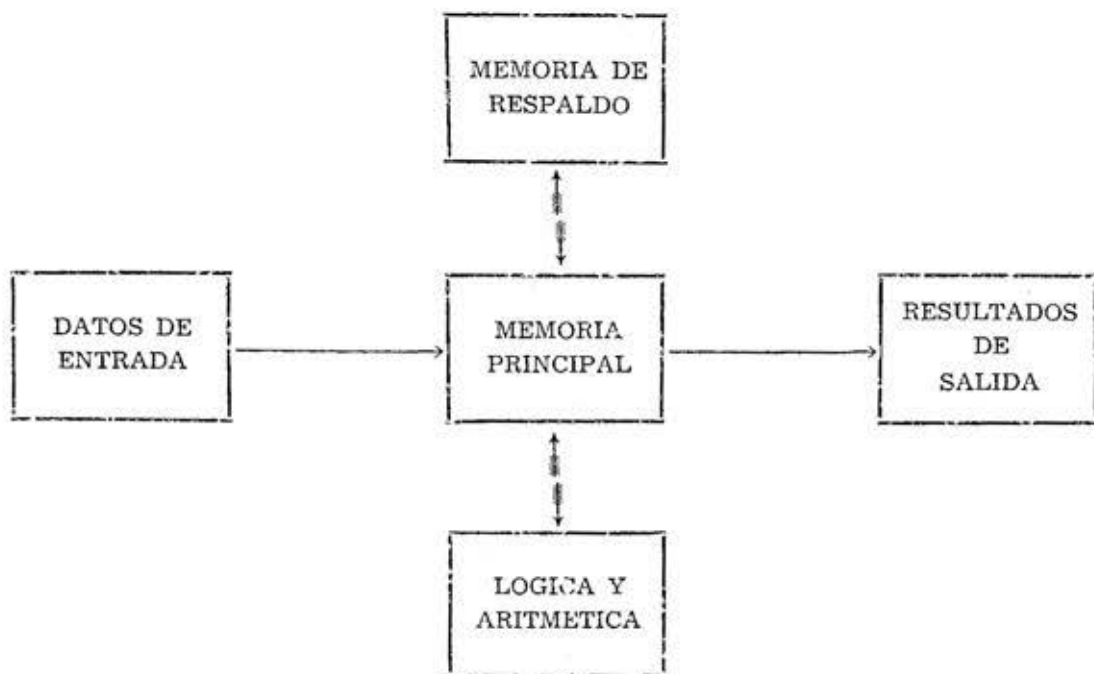 MEMORIA DE
RESPALDO
DATOS DE
ENTRADA
MEMORIA
PRINCIPAL
RESULTADOS
DE
SALIDA
LOGICA Y
ARITMETICA